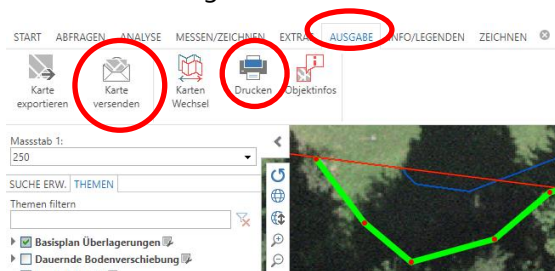 START ABFRAGEN ANALYSE MESSEN/ZEICHNEN EXTRAS AUSGABE INFO/LEGENDEN ZEICHNEN
Karte exportieren
Karte versenden
Karten Wechsel
Drucken
Objektinfos
Massstab 1:
250
SUCHE ERW. THEMEN
Themen filtern
Basisplan Überlagerungen
Dauernde Bodenverschiebung